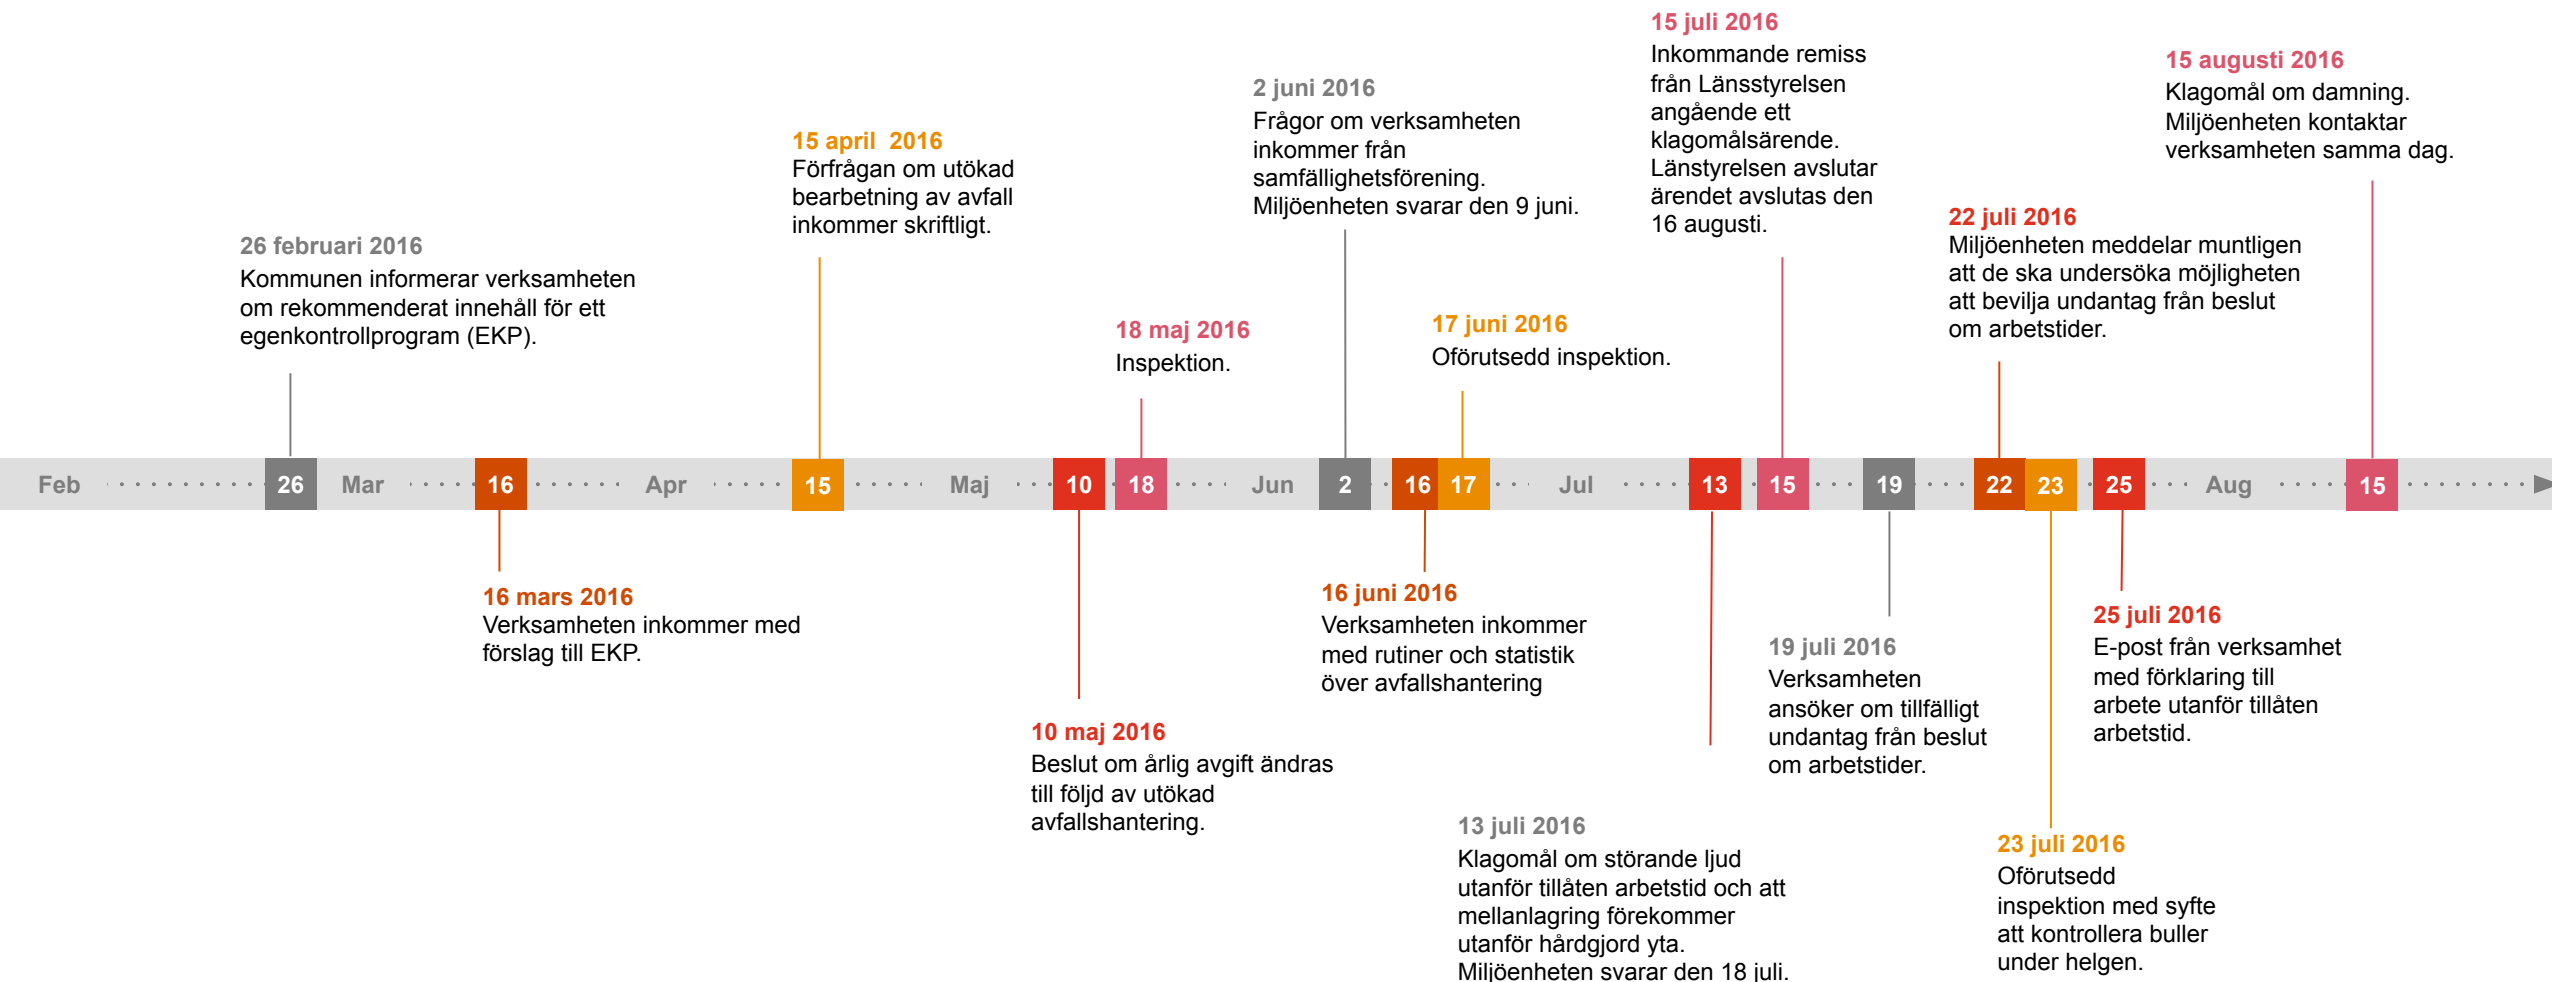 15 juli 2016
Inkommande remiss
från Länsstyrelsen
angående ett
klagomålsärende.
Länstyrelsen avslutar
ärendet avslutas den
16 augusti.
15 augusti 2016
Klagomål om damning.
Miljöenheten kontaktar
verksamheten samma dag.
2 juni 2016
Frågor om verksamheten
inkommer från
samfällighetsförening.
Miljöenheten svarar den 9 juni.
15 april  2016
Förfrågan om utökad
bearbetning av avfall
inkommer skriftligt.
22 juli 2016
Miljöenheten meddelar muntligen
att de ska undersöka möjligheten
att bevilja undantag från beslut
om arbetstider.
26 februari 2016
Kommunen informerar verksamheten
om rekommenderat innehåll för ett
egenkontrollprogram (EKP).
18 maj 2016
Inspektion.
17 juni 2016
Oförutsedd inspektion.
Feb 26 Mar 16 Apr 15 Maj 10 18 Jun 2 16 17 Jul 13 15 19 22 23 25 Aug 15
16 mars 2016
Verksamheten inkommer med
förslag till EKP.
16 juni 2016
Verksamheten inkommer
med rutiner och statistik
över avfallshantering
25 juli 2016
E-post från verksamhet
med förklaring till
arbete utanför tillåten
arbetstid.
19 juli 2016
Verksamheten
ansöker om tillfälligt
undantag från beslut
om arbetstider.
10 maj 2016
Beslut om årlig avgift ändras
till följd av utökad
avfallshantering.
13 juli 2016
Klagomål om störande ljud
utanför tillåten arbetstid och att
mellanlagring förekommer
utanför hårdgjord yta.
Miljöenheten svarar den 18 juli.
23 juli 2016
Oförutsedd
inspektion med syfte
att kontrollera buller
under helgen.